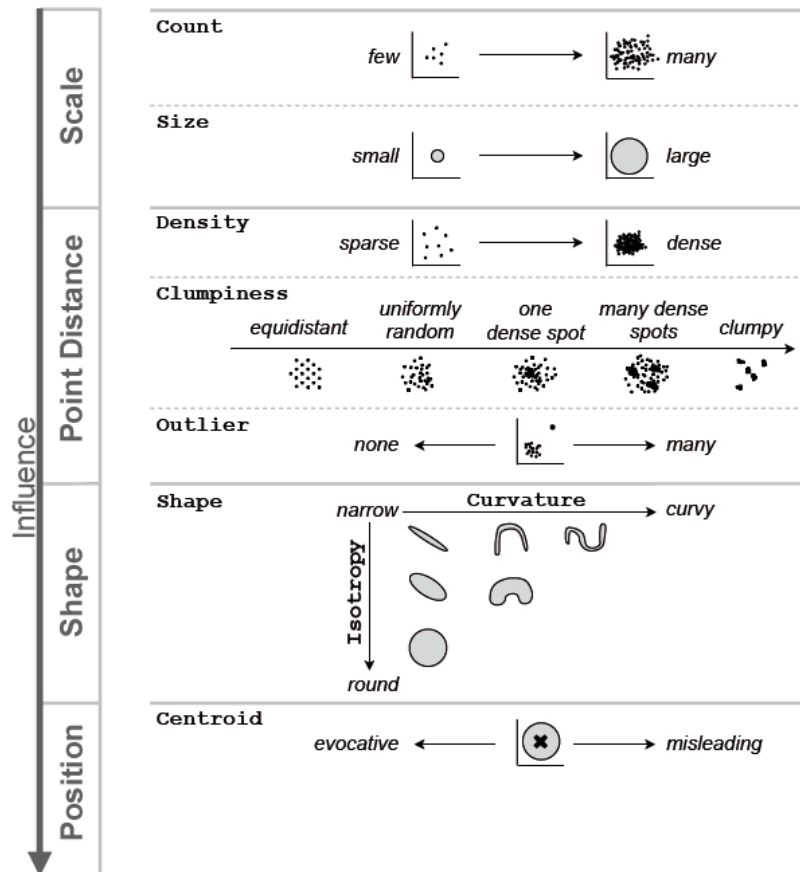 Influence
Scale
Count
few
many
Size
small
large
Point Distance
Density
sparse
dense
Clumpiness
equidistant
uniformly
random
one
dense spot
many dense
spots
clumpy
Outlier
none
many
Shape
Shape
Curvature
narrow
curvy
Isotropy
round
Position
Centroid
evocative
misleading